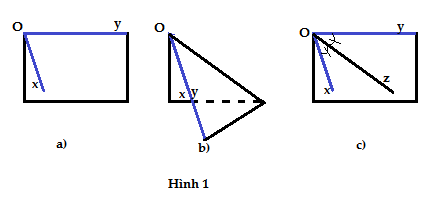 O y x
O x y
O y x z
a) b) c)
Hình 1